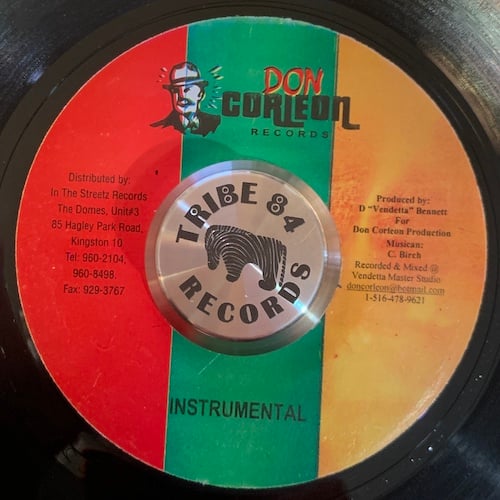 DON
CORLEON
RECORDS
Distributed by:
In The Streetz Records
The Domes, Unit#3
85 Hagley Park Road,
Kingston 10.
Tel: 960-2104,
960-8498.
Fax: 929-3767
TRIBE 84
RECORDS
Produced by:
D "Vendetta" Bennett
For
Don Corleon Production
Musican:
C. Birch
Recorded & Mixed @
Vendetta Master Studio
doncorleon@hotmail.com
1-516-478-9621
INSTRUMENTAL